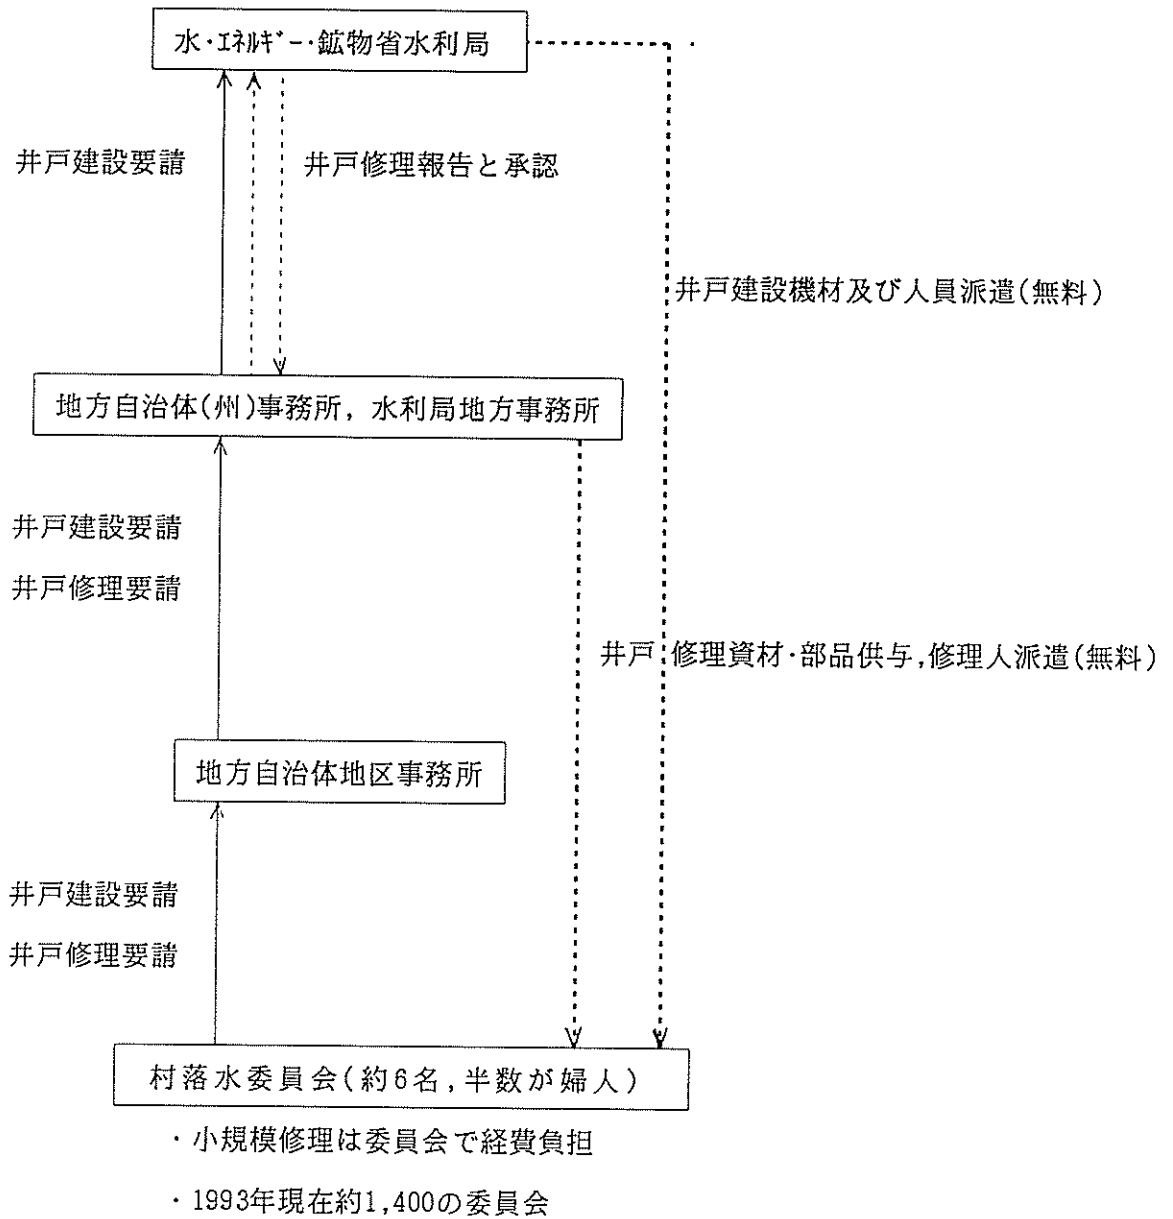 水・ｴﾈﾙｷﾞｰ・鉱物省水利局
井戸建設要請
井戸修理報告と承認
井戸建設機材及び人員派遣(無料)
地方自治体(州)事務所, 水利局地方事務所
井戸建設要請
井戸修理要請
井戸修理資材・部品供与,修理人派遣(無料)
地方自治体地区事務所
井戸建設要請
井戸修理要請
村落水委員会(約6名,半数が婦人)
・小規模修理は委員会で経費負担
・1993年現在約1,400の委員会